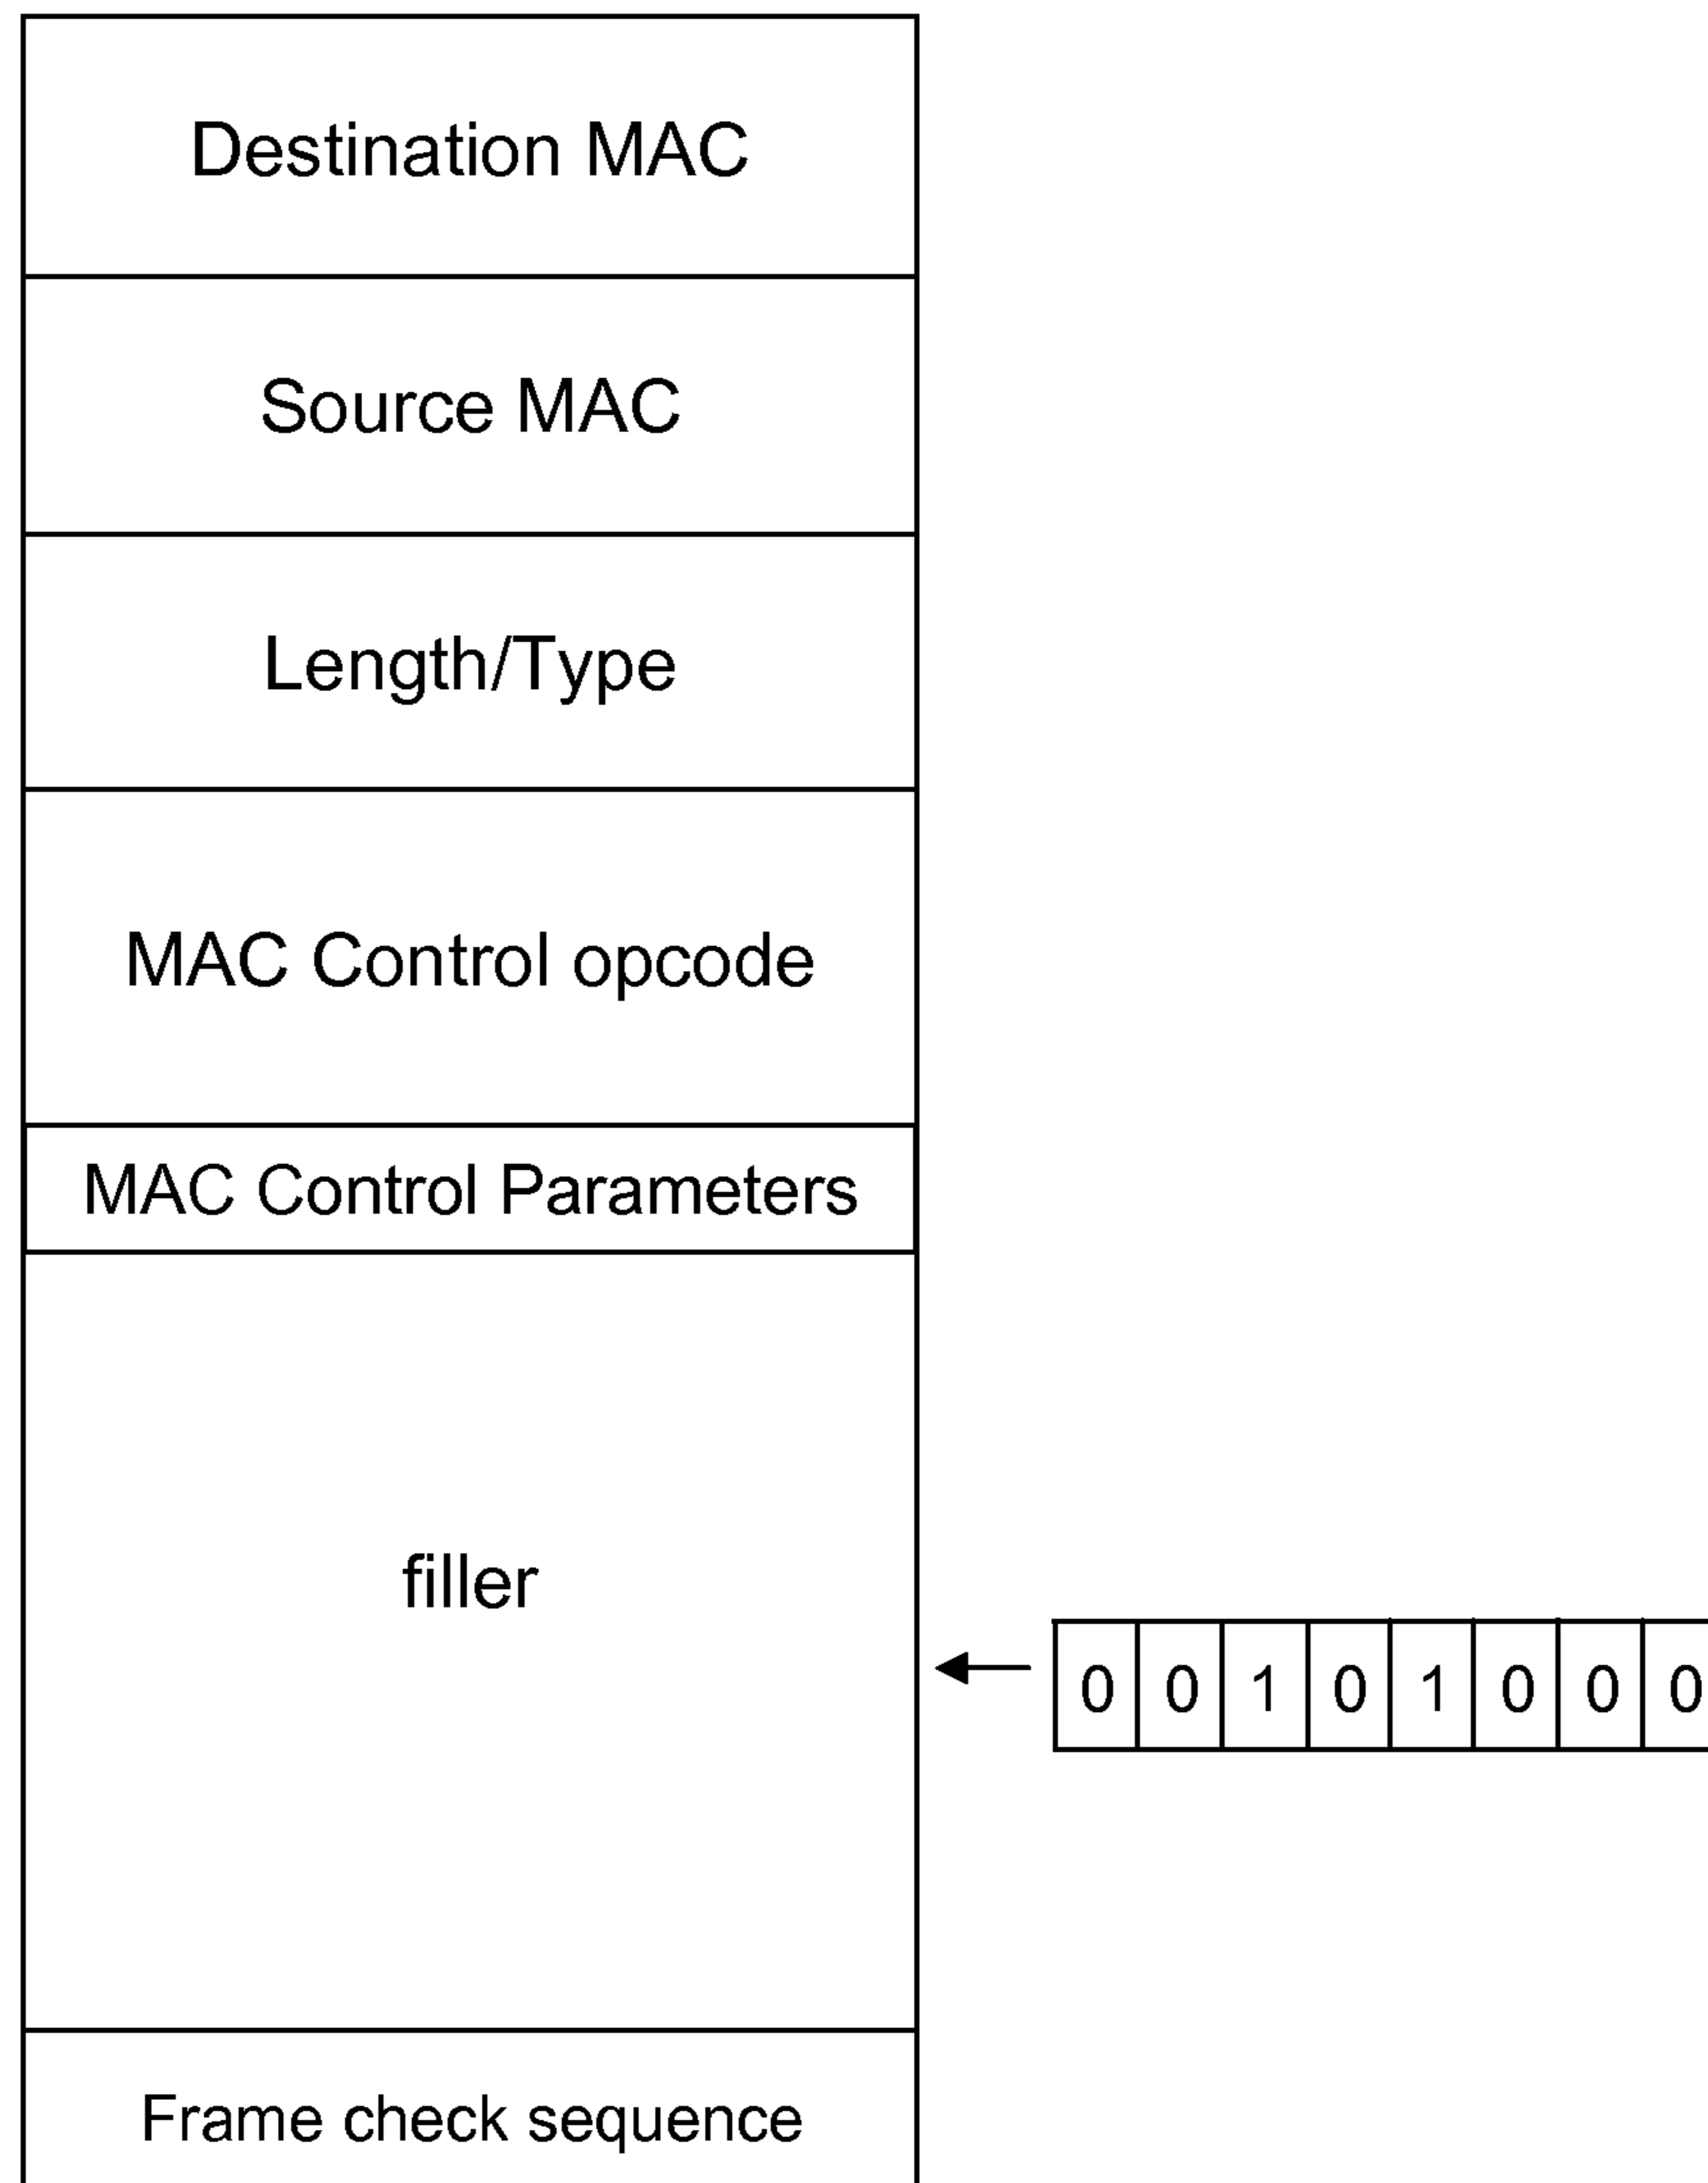 Destination MAC
Source MAC
Length/Type
MAC Control opcode
MAC Control Parameters
filler
0 0 1 0 1 0 0 0
Frame check sequence